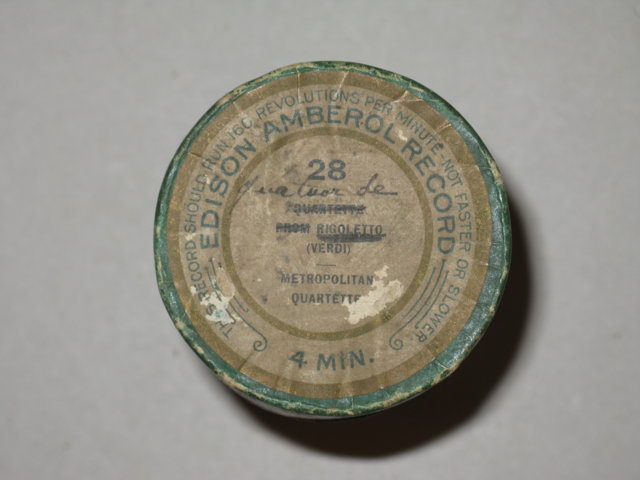 THIS RECORD SHOULD RUN 160 REVOLUTIONS PER MINUTE - NOT FASTER OR SLOWER
EDISON AMBEROL RECORD
28
Quatuor de
QUARTETTE
FROM RIGOLETTO
(VERDI)
METROPOLITAN
QUARTETTE
4 MIN.